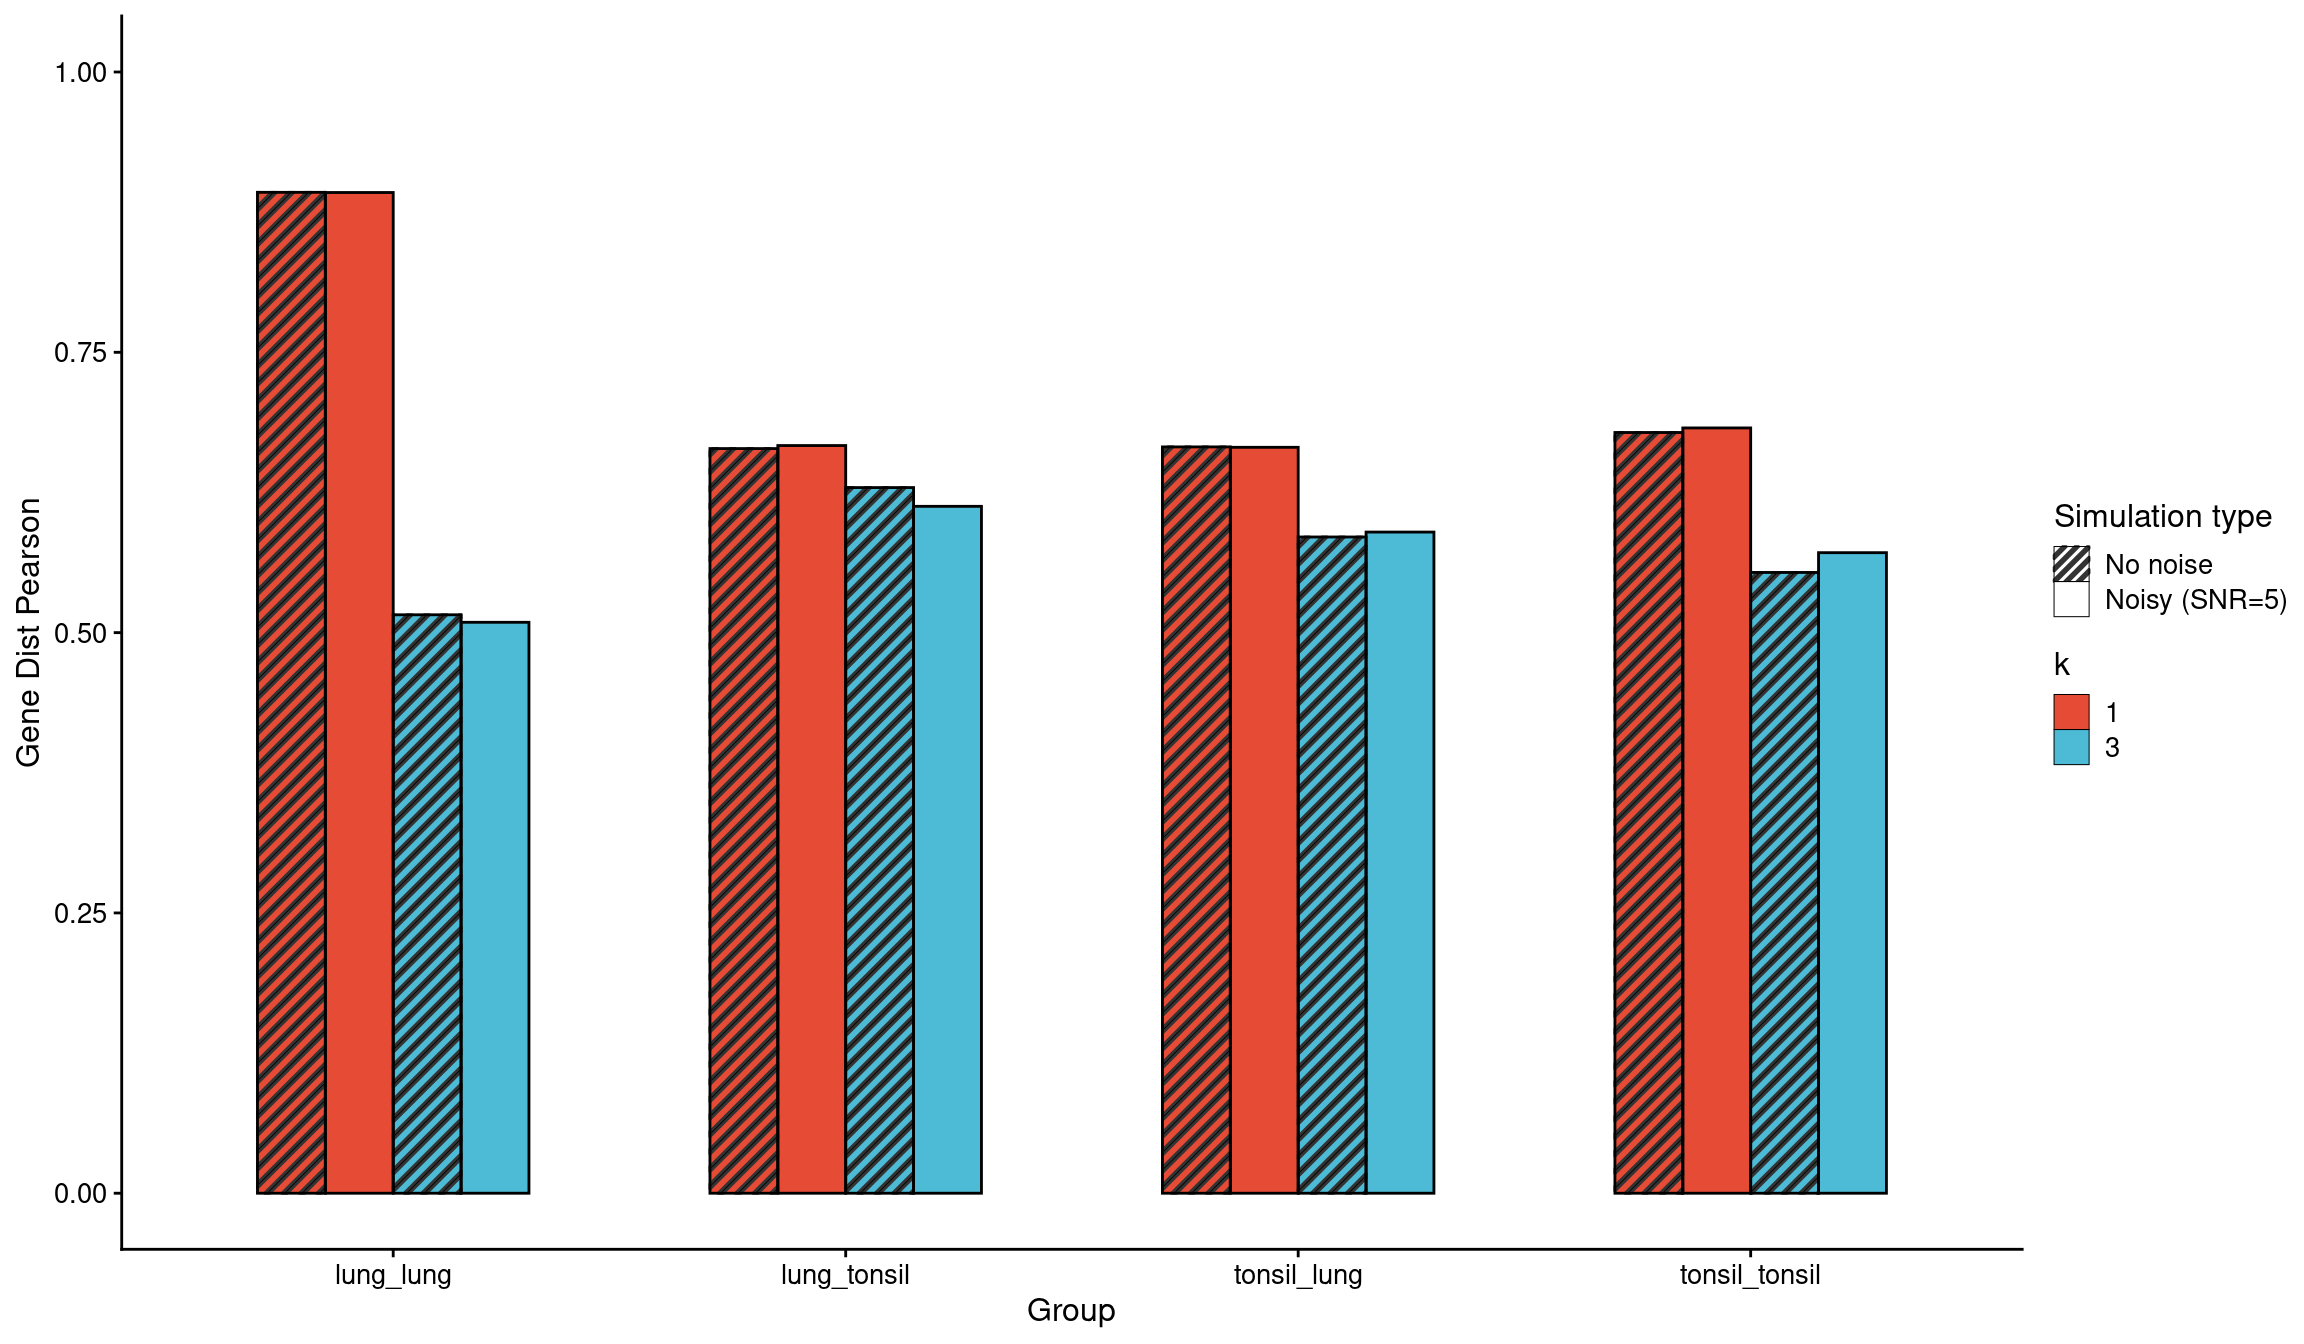 1.00
0.75
0.50
0.25
0.00
Gene Dist Pearson
lung_lung
lung_tonsil
tonsil_lung
tonsil_tonsil
Group
Simulation type
No noise
Noisy (SNR=5)
k
1
3